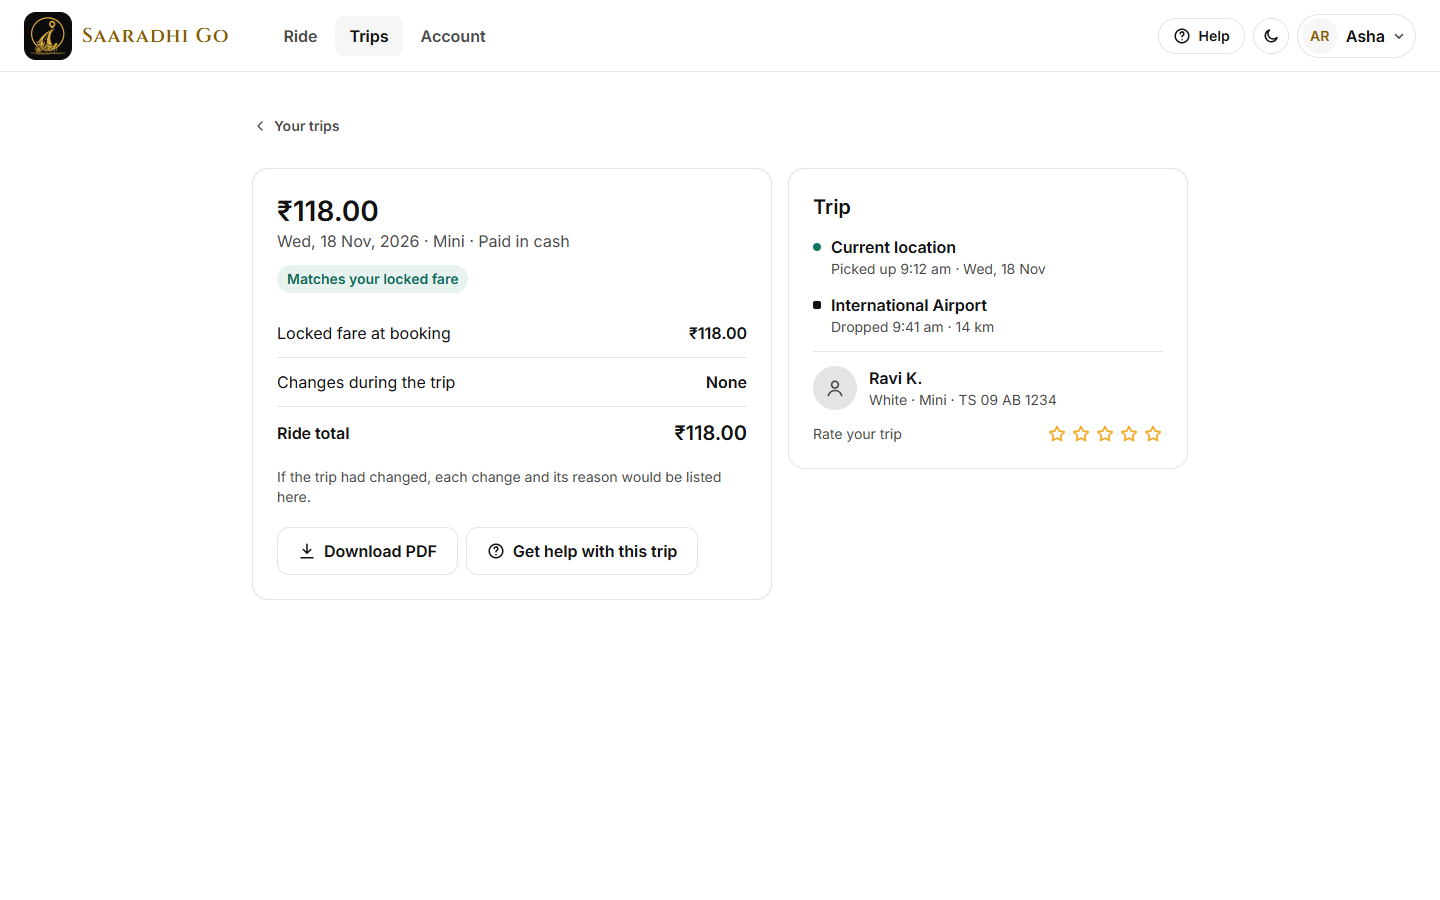 SAARADHI GO
Ride
Trips
Account
Help
AR
Asha
Your trips
₹118.00
Wed, 18 Nov, 2026 · Mini · Paid in cash
Matches your locked fare
Locked fare at booking
₹118.00
Changes during the trip
None
Ride total
₹118.00
If the trip had changed, each change and its reason would be listed
here.
Download PDF
Get help with this trip
Trip
Current location
Picked up 9:12 am · Wed, 18 Nov
International Airport
Dropped 9:41 am · 14 km
Ravi K.
White · Mini · TS 09 AB 1234
Rate your trip